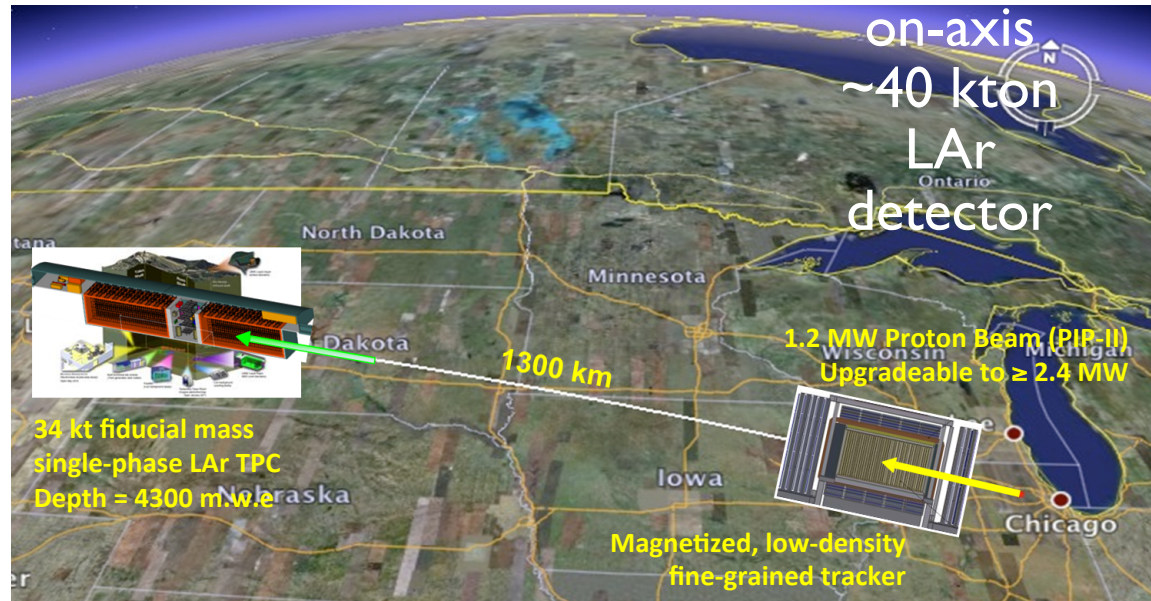 on-axis
~40 kton
LAr
detector
N
Ontario
North Dakota
Minnesota
Dakota
1300 km
1.2 MW Proton Beam (PIP-II)
Wisconsin
Michigan
Upgradeable to ≥ 2.4 MW
34 kt fiducial mass
single-phase LAr TPC
Depth = 4300 m.w.e
Nebraska
Iowa
Chicago
Magnetized, low-density
fine-grained tracker